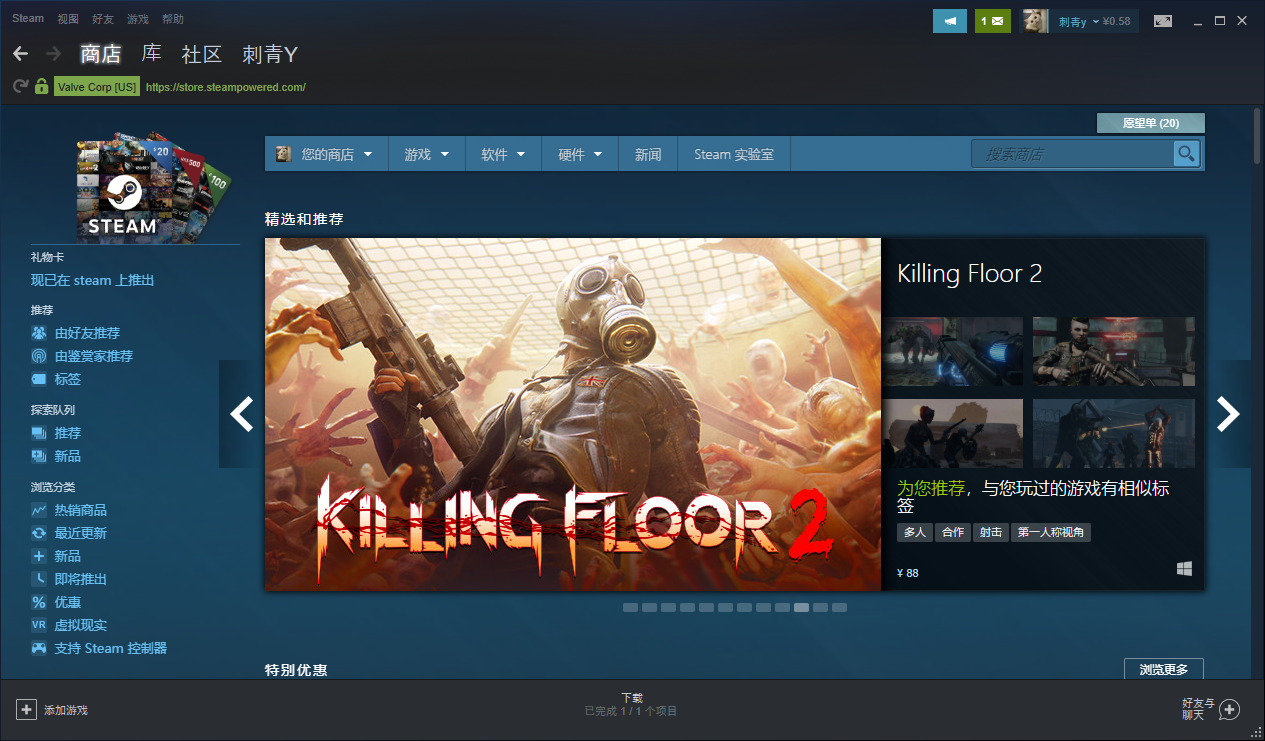 Steam 视图 好友 游戏 帮助
1
刺青y ¥0.58
商店 库 社区 刺青Y
Valve Corp [US] https://store.steampowered.com/
愿望单 (20)
您的商店 游戏 软件 硬件 新闻 Steam 实验室
搜索商店
$20
500
$100
STEAM
礼物卡
现已在 steam 上推出
推荐
由好友推荐
由鉴赏家推荐
标签
探索队列
推荐
新品
浏览分类
热销商品
最近更新
新品
即将推出
% 优惠
VR 虚拟现实
支持 Steam 控制器
精选和推荐
KILLING FLOOR 2
Killing Floor 2
为您推荐，与您玩过的游戏有相似标
签
多人 合作 射击 第一人称视角
¥ 88
特别优惠
浏览更多
添加游戏
下载
已完成 1 / 1 个项目
好友与
聊天